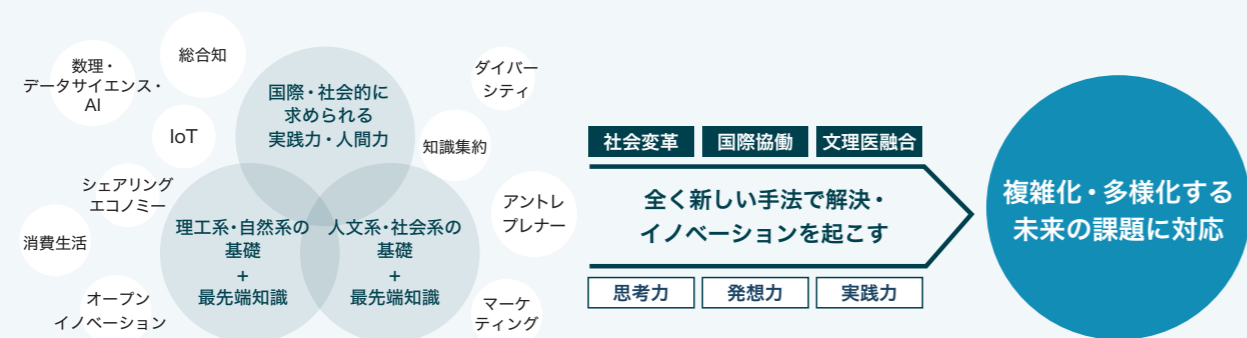 総合知
数理・
データサイエンス・
AI
IoT
シェアリング
エコノミー
消費生活
オープン
イノベーション
国際・社会的に
求められる
実践力・人間力
理工系・自然系の
基礎
+
最先端知識
人文系・社会系の
基礎
+
最先端知識
ダイバー
シティ
知識集約
アントレ
プレナー
マーケ
ティング
社会変革
国際協働
文理医融合
全く新しい手法で解決・
イノベーションを起こす
思考力
発想力
実践力
複雑化・多様化する
未来の課題に対応